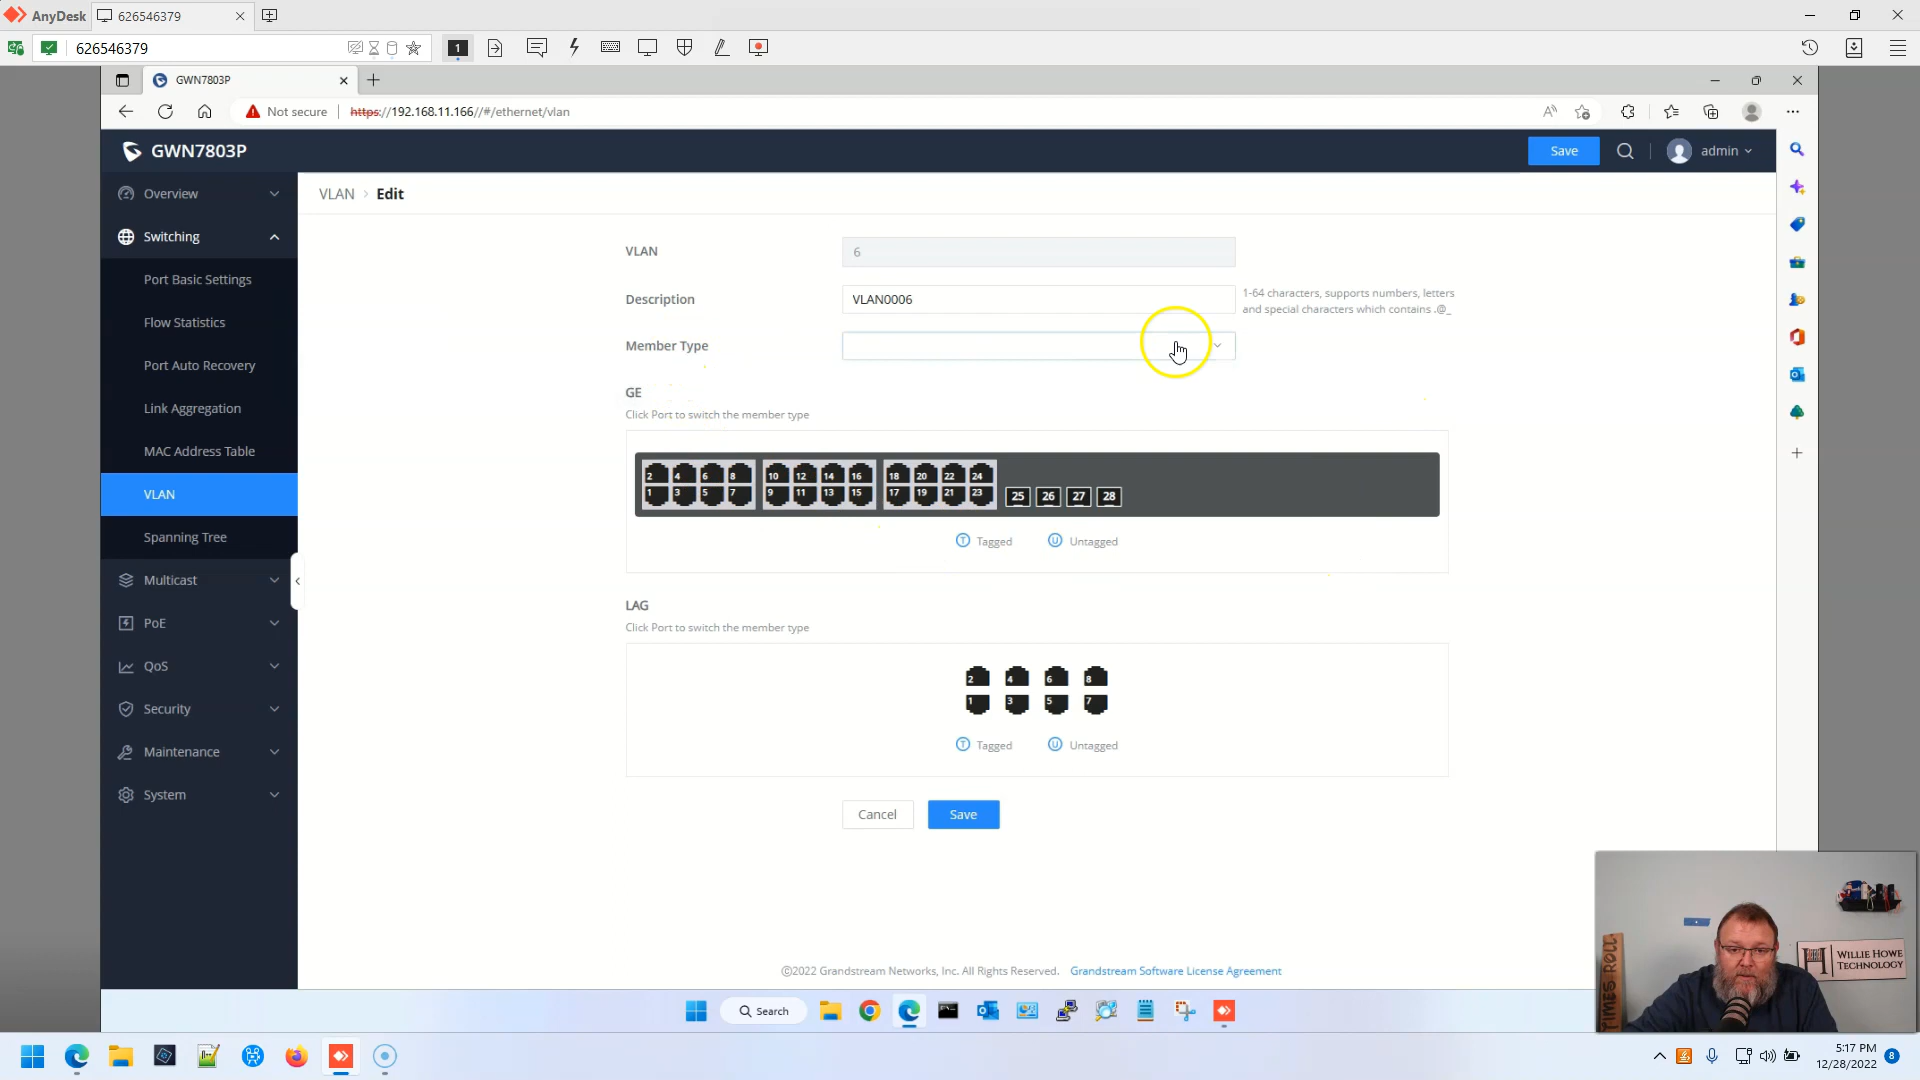 AnyDesk
626546379
626546379
1
GWN7803P
Not secure
https://192.168.11.166//#/ethernet/vlan
GWN7803P
Save
admin
Overview
Switching
Port Basic Settings
Flow Statistics
Port Auto Recovery
Link Aggregation
MAC Address Table
VLAN
Spanning Tree
Multicast
PoE
QoS
Security
Maintenance
System
VLAN > Edit
VLAN
6
Description
VLAN0006
1-64 characters, supports numbers, letters
and special characters which contains .@_
Member Type
GE
Click Port to switch the member type
2 4 6 8 10 12 14 16 18 20 22 24
1 3 5 7 9 11 13 15 17 19 21 23 25 26 27 28
T Tagged U Untagged
LAG
Click Port to switch the member type
2 4 6 8
1 3 5 7
T Tagged U Untagged
Cancel
Save
©2022 Grandstream Networks, Inc. All Rights Reserved. Grandstream Software License Agreement
Search
TIMES ROLL
WILLIE HOWE
TECHNOLOGY
5:17 PM
12/28/2022
8